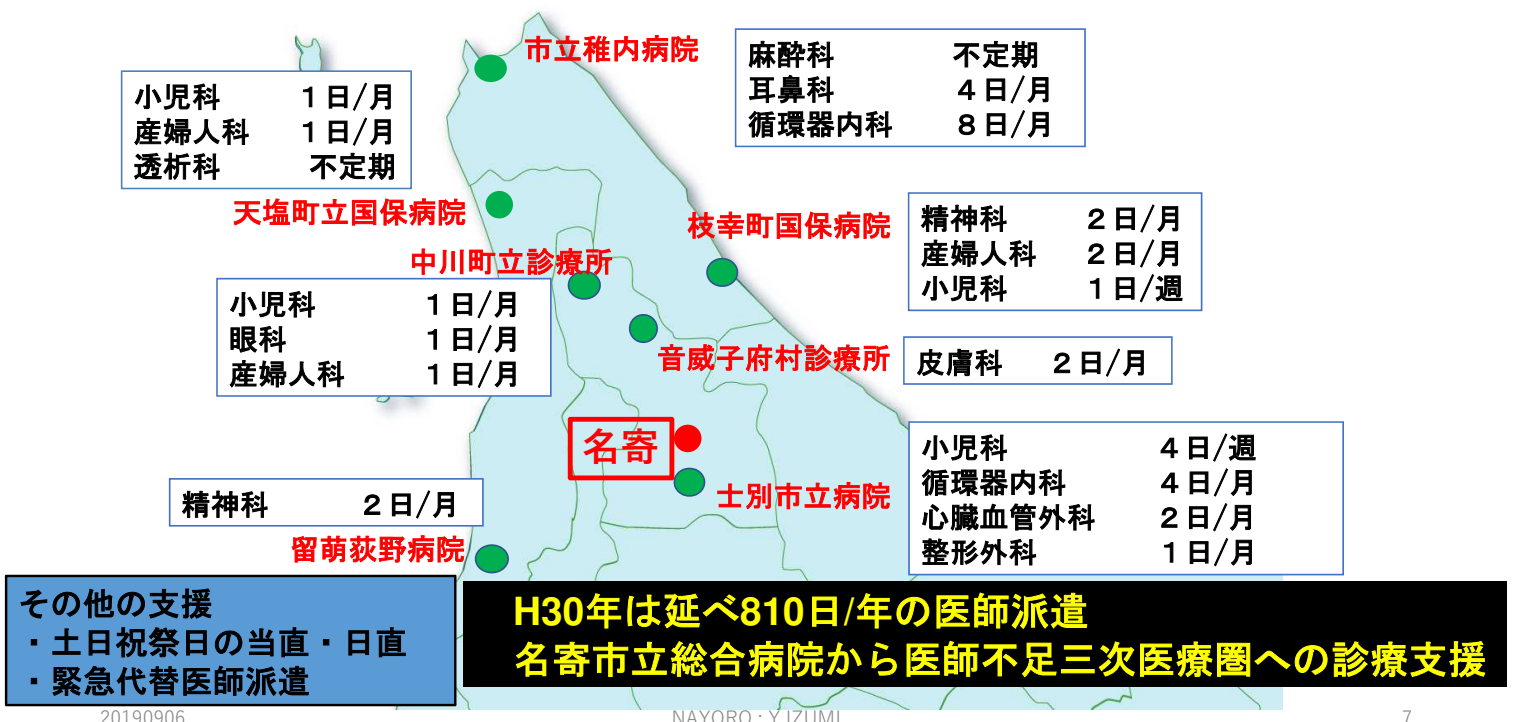 市立稚内病院
麻酔科　不定期
耳鼻科　４日/月
循環器内科　８日/月
小児科　１日/月
産婦人科　１日/月
透析科　不定期
天塩町立国保病院
枝幸町国保病院
精神科　２日/月
産婦人科　２日/月
小児科　１日/週
中川町立診療所
小児科　１日/月
眼科　１日/月
産婦人科　１日/月
音威子府村診療所
皮膚科　２日/月
名寄
士別市立病院
小児科　４日/週
循環器内科　４日/月
心臓血管外科　２日/月
整形外科　１日/月
精神科　２日/月
留萌荻野病院
その他の支援
・土日祝祭日の当直・日直
・緊急代替医師派遣
H30年は延べ810日/年の医師派遣
名寄市立総合病院から医師不足三次医療圏への診療支援
20190906
NAYORO・Y.IZUMI
7